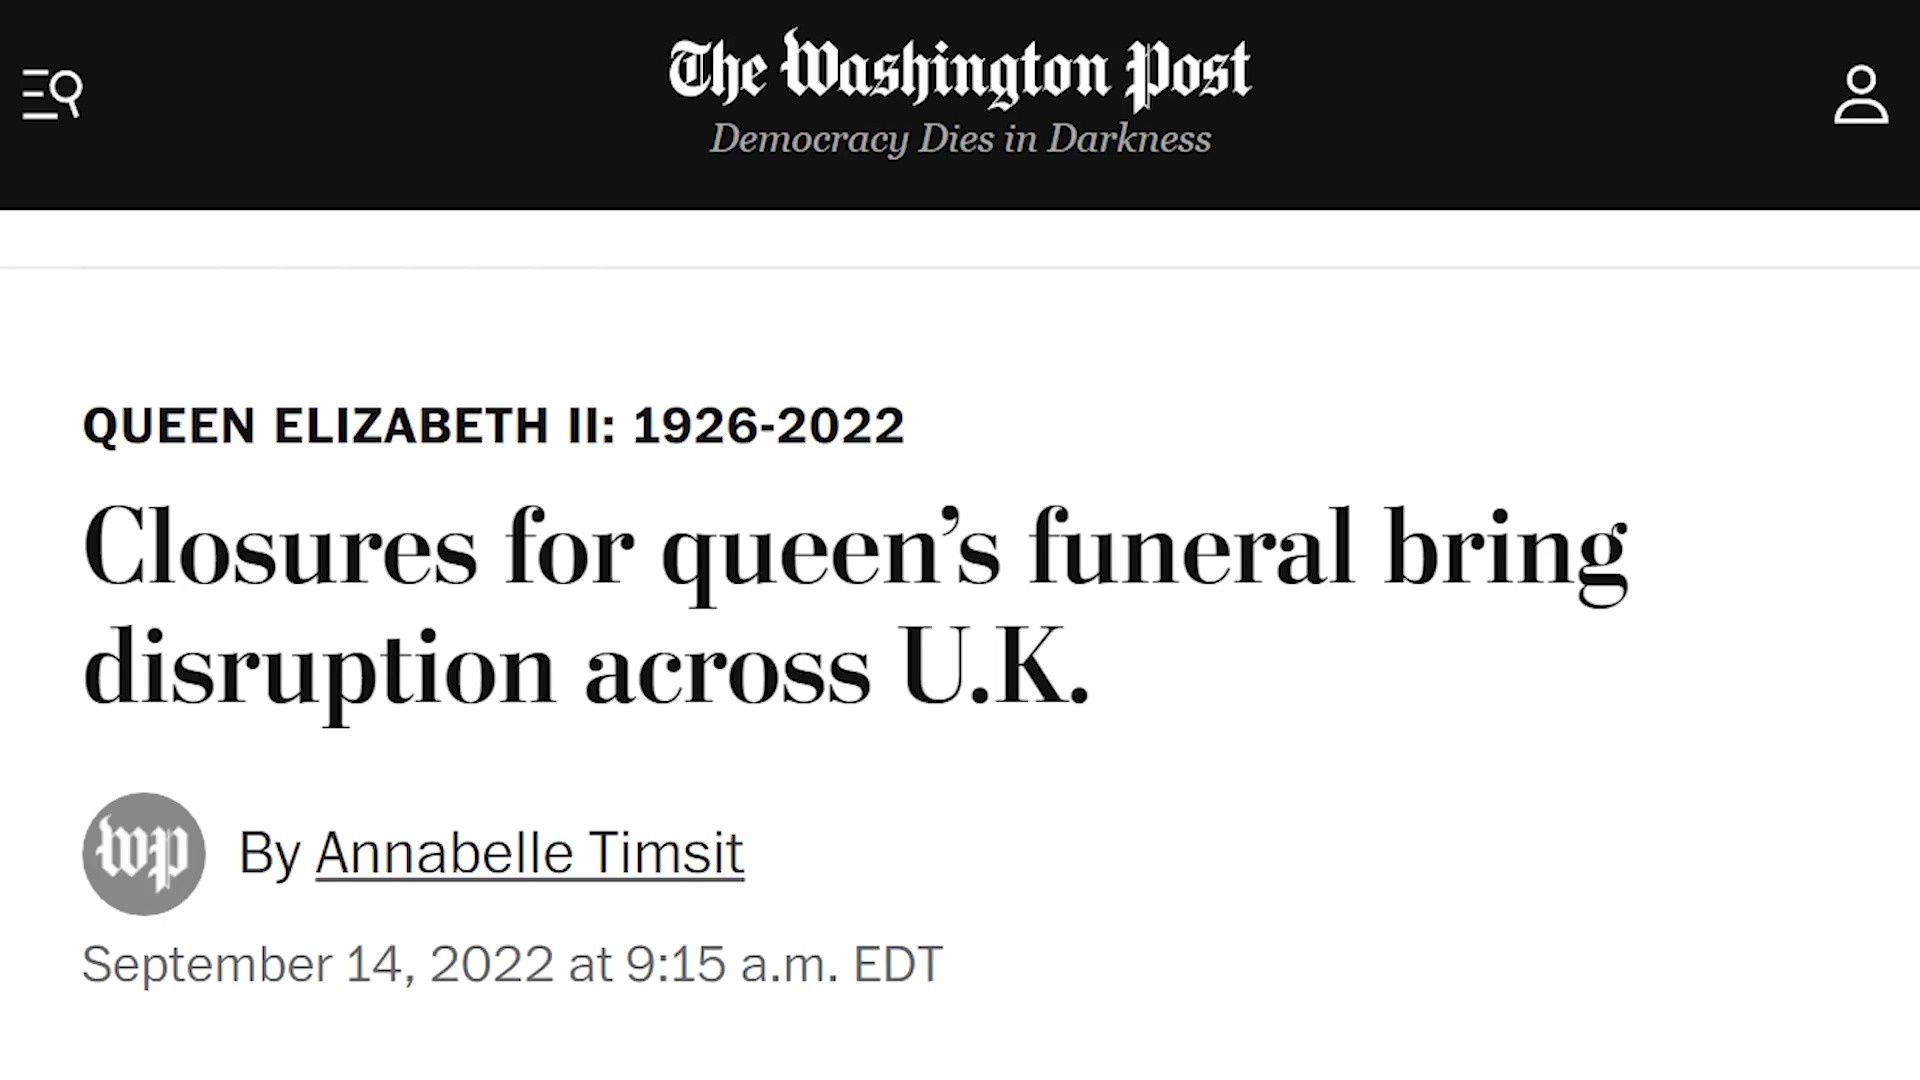 The Washington Post
Democracy Dies in Darkness
QUEEN ELIZABETH II: 1926-2022
Closures for queen’s funeral bring
disruption across U.K.
wp
By Annabelle Timsit
September 14, 2022 at 9:15 a.m. EDT